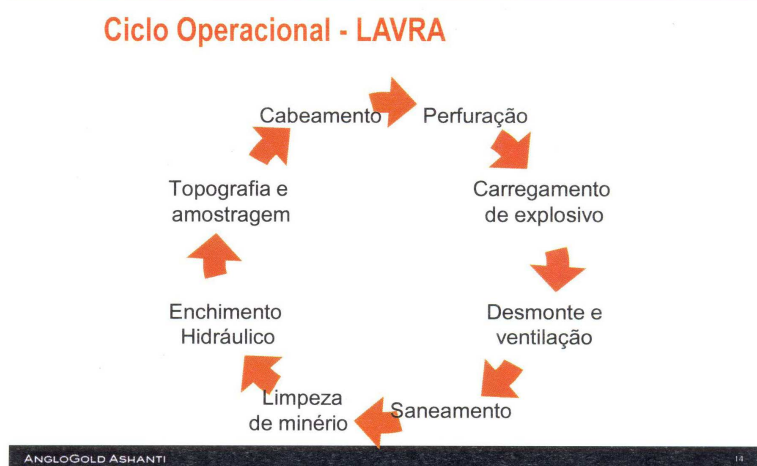 Ciclo Operacional - LAVRA
Cabeamento
Perfuração
Carregamento
de explosivo
Desmonte e
ventilação
Saneamento
Limpeza
de minério
Enchimento
Hidráulico
Topografia e
amostragem
ANGLOGOLD ASHANTI
14